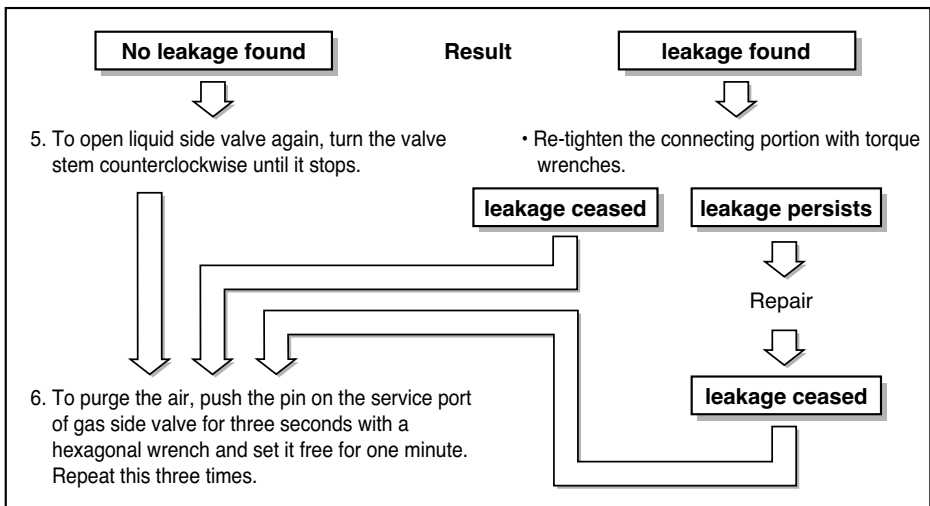 No leakage found
Result
leakage found
5. To open liquid side valve again, turn the valve
stem counterclockwise until it stops.
• Re-tighten the connecting portion with torque
wrenches.
leakage ceased
leakage persists
Repair
leakage ceased
6. To purge the air, push the pin on the service port
of gas side valve for three seconds with a
hexagonal wrench and set it free for one minute.
Repeat this three times.